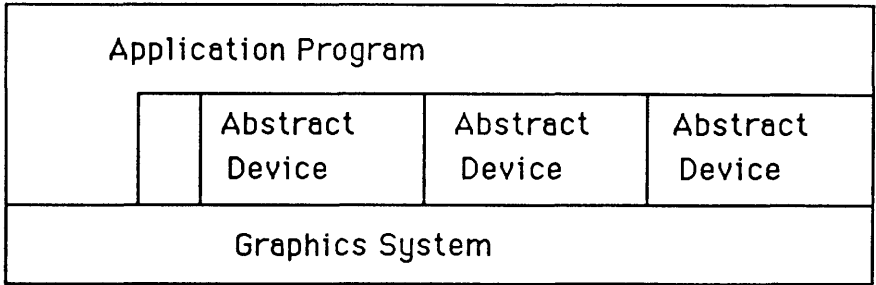 Application Program
Abstract Device
Abstract Device
Abstract Device
Graphics System